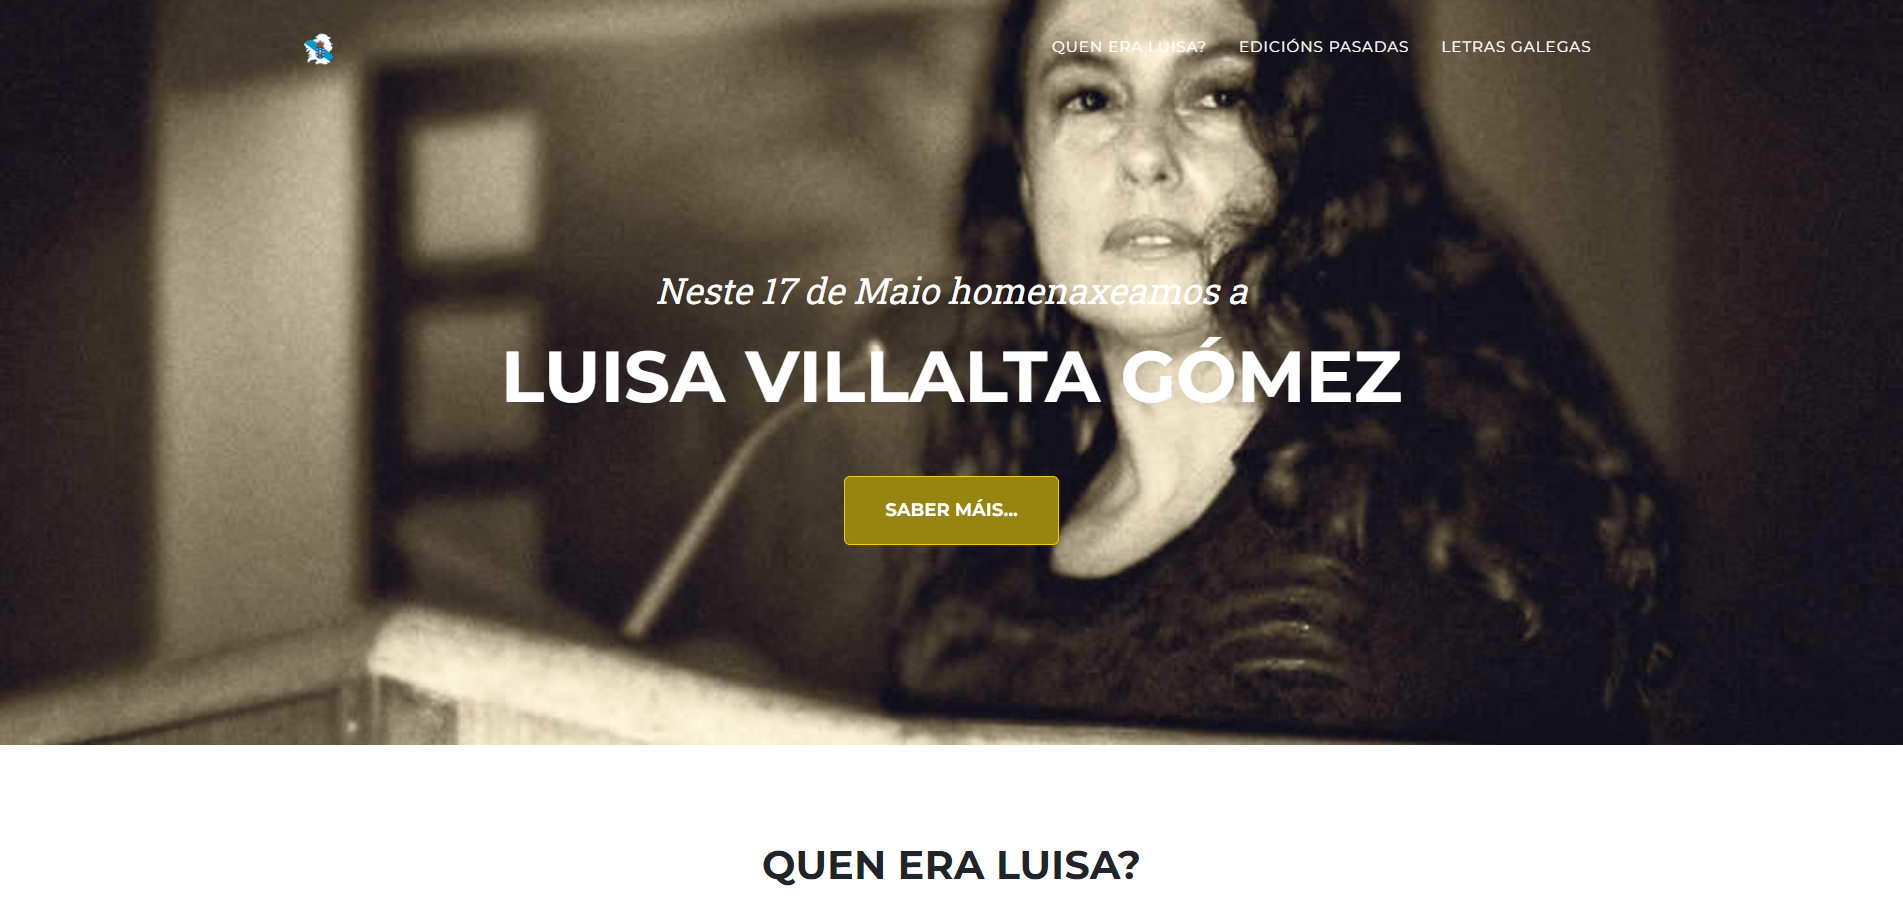 QUEN ERA LUISA? EDICIÓNS PASADAS LETRAS GALEGAS
Neste 17 de Maio homenaxeamos a
LUISA VILLALTA GÓMEZ
SABER MÁIS...
QUEN ERA LUISA?